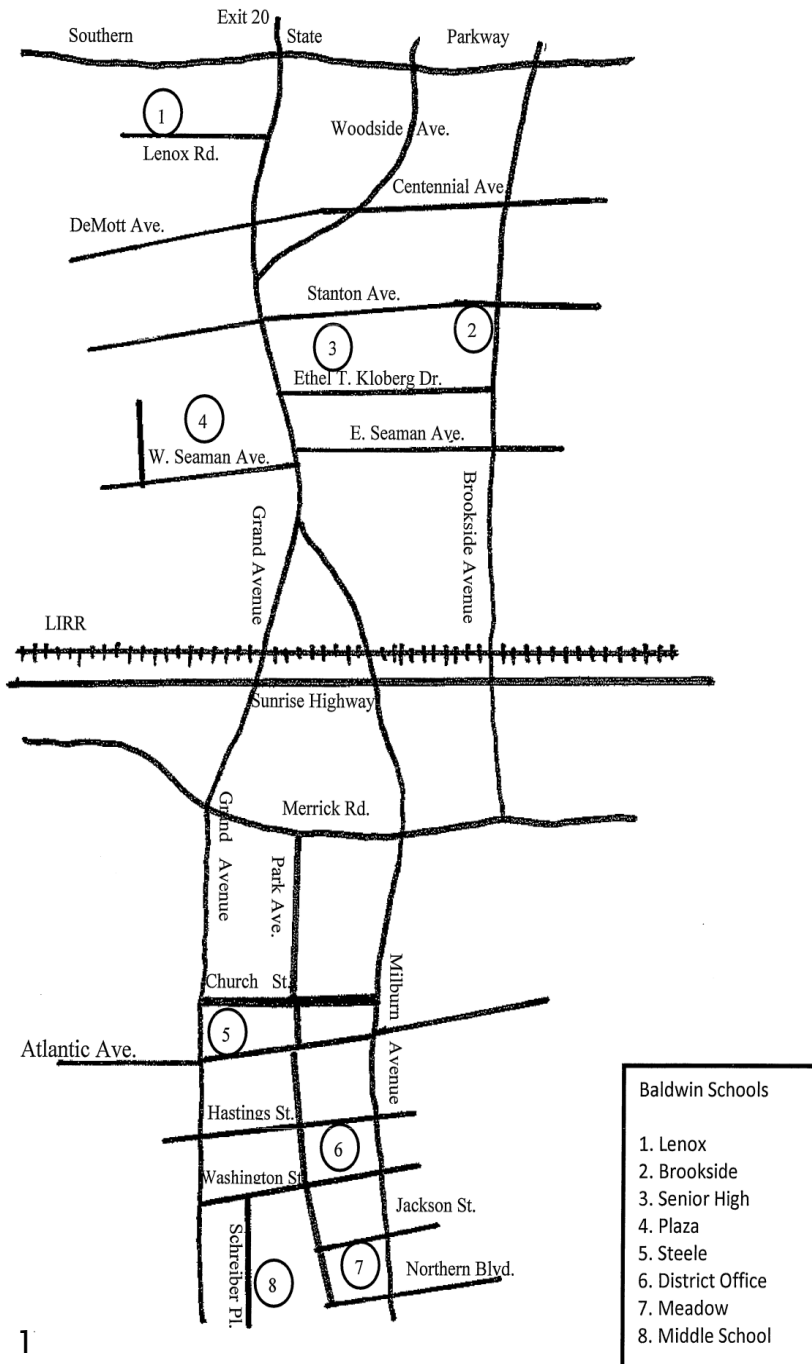 Exit 20
Southern State Parkway
1
Woodside Ave.
Lenox Rd.
Centennial Ave.
DeMott Ave.
Stanton Ave.
2
3
Ethel T. Kloberg Dr.
4
E. Seaman Ave.
W. Seaman Ave.
Grand Avenue
Brookside Avenue
LIRR
Sunrise Highway
Grand Avenue
Merrick Rd.
Park Ave.
Milburn Avenue
Church St.
5
Atlantic Ave.
Hastings St.
6
Washington St
Jackson St.
Schreiber Pl.
7
Northern Blvd.
8
Baldwin Schools
1. Lenox
2. Brookside
3. Senior High
4. Plaza
5. Steele
6. District Office
7. Meadow
8. Middle School
1